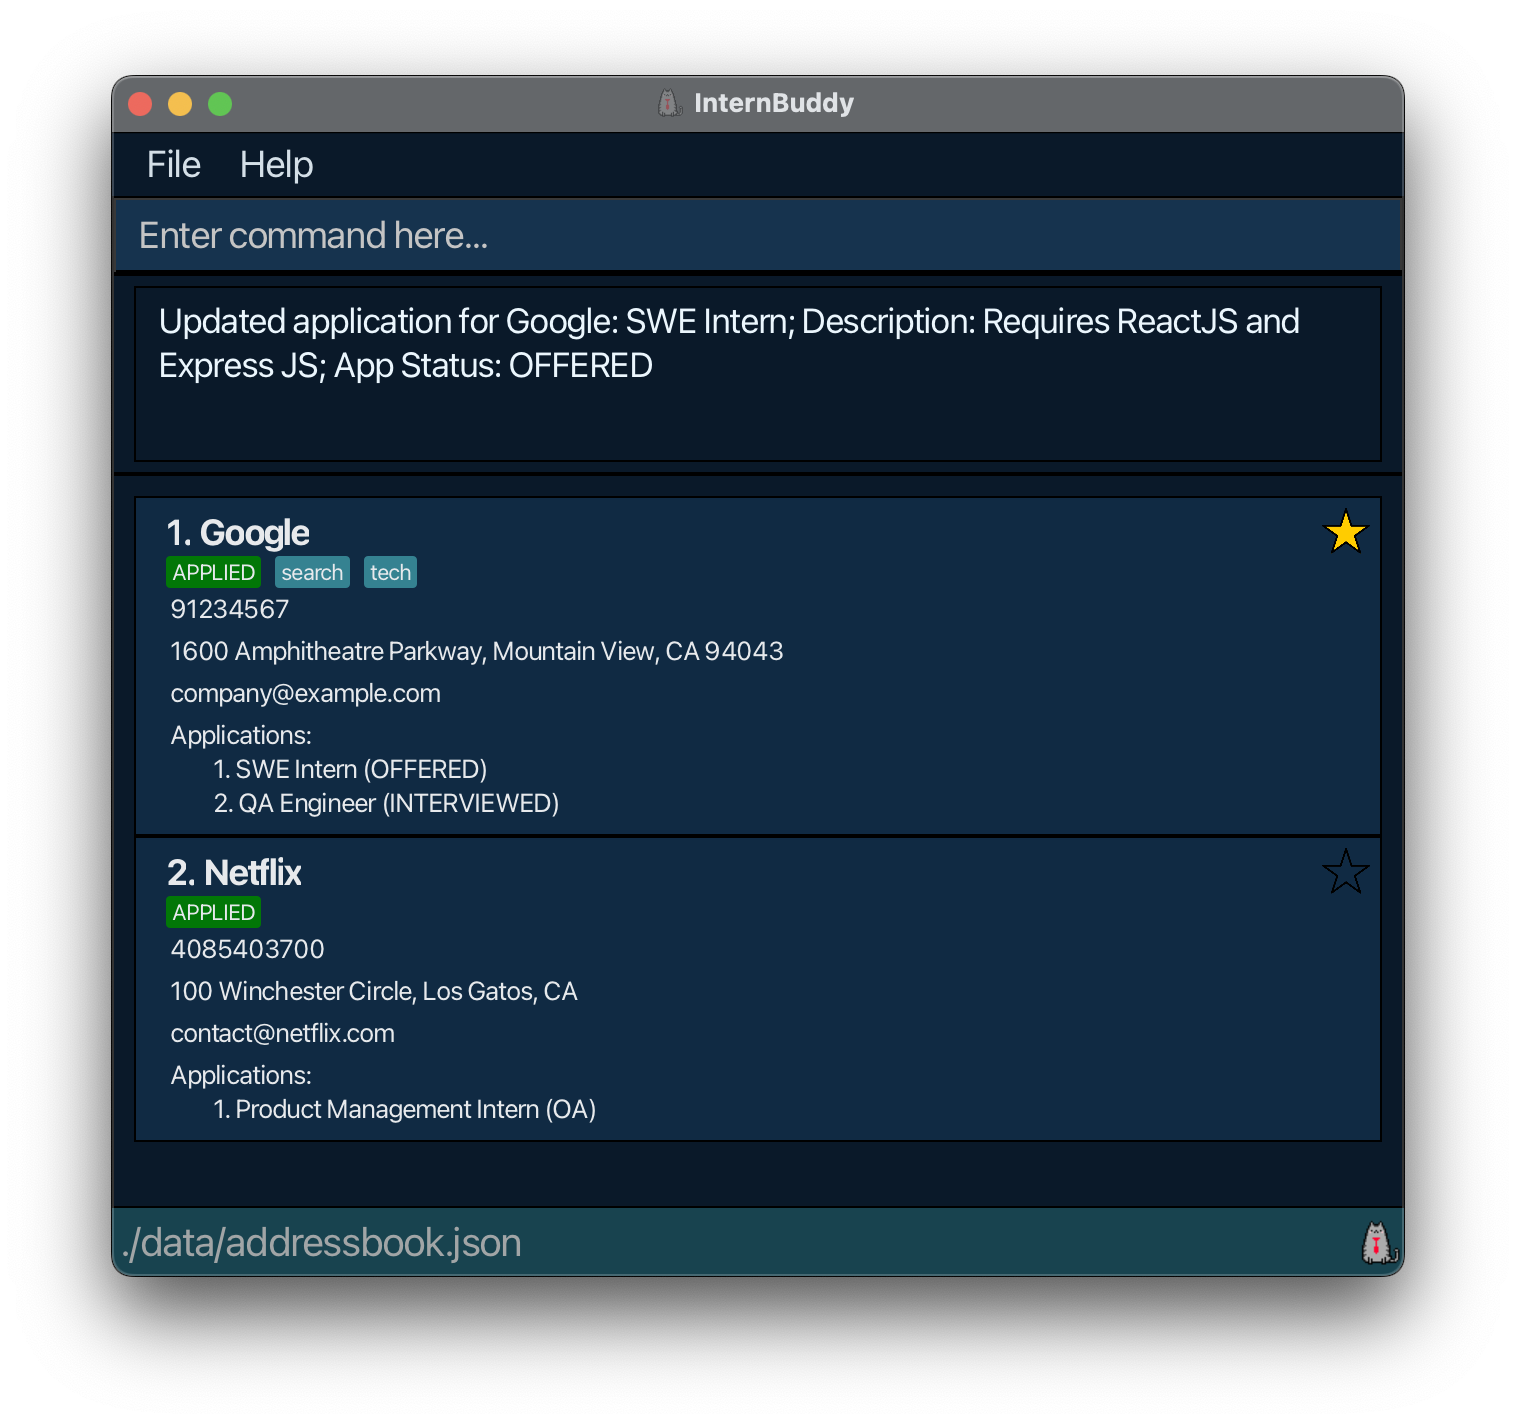 InternBuddy
File Help
Enter command here...
Updated application for Google: SWE Intern; Description: Requires ReactJS and
Express JS; App Status: OFFERED
1. Google
APPLIED search tech
91234567
1600 Amphitheatre Parkway, Mountain View, CA 94043
company@example.com
Applications:
1. SWE Intern (OFFERED)
2. QA Engineer (INTERVIEWED)
2. Netflix
APPLIED
4085403700
100 Winchester Circle, Los Gatos, CA
contact@netflix.com
Applications:
1. Product Management Intern (OA)
./data/addressbook.json